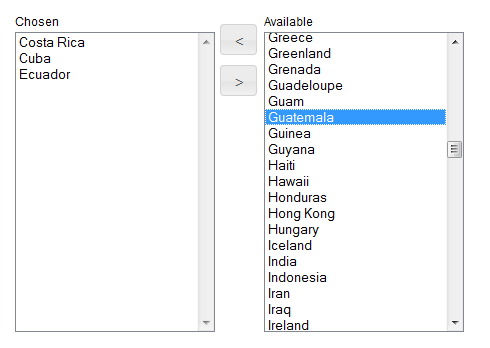 Chosen
Costa Rica
Cuba
Ecuador
<
>
Available
Greece
Greenland
Grenada
Guadeloupe
Guam
Guatemala
Guinea
Guyana
Haiti
Hawaii
Honduras
Hong Kong
Hungary
Iceland
India
Indonesia
Iran
Iraq
Ireland